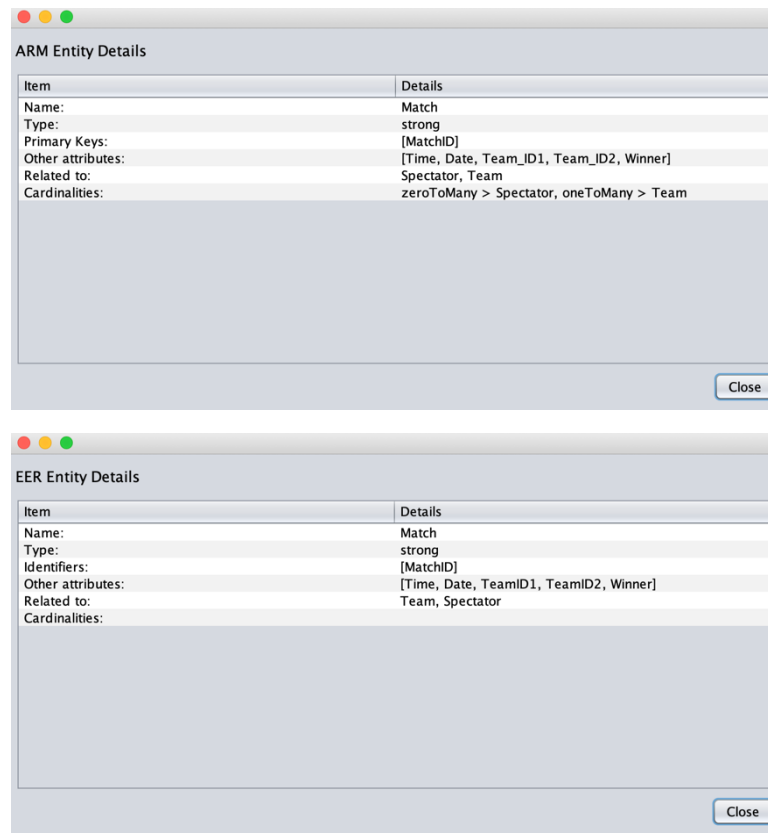 ARM Entity Details
Item Details
Name: Match
Type: strong
Primary Keys: [MatchID]
Other attributes: [Time, Date, Team_ID1, Team_ID2, Winner]
Related to: Spectator, Team
Cardinalities: zeroToMany > Spectator, oneToMany > Team
Close
EER Entity Details
Item Details
Name: Match
Type: strong
Identifiers: [MatchID]
Other attributes: [Time, Date, TeamID1, TeamID2, Winner]
Related to: Team, Spectator
Cardinalities:
Close